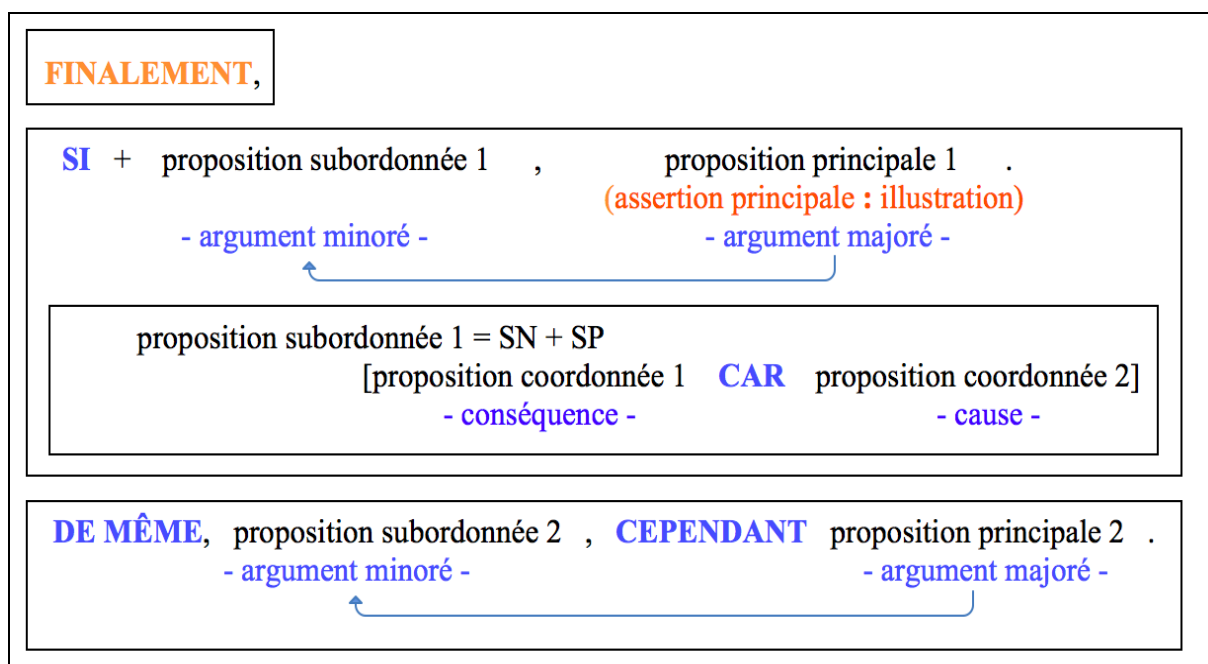 FINALEMENT,
SI + proposition subordonnée 1 , proposition principale 1 .
(assertion principale : illustration)
- argument minoré - - argument majoré -
proposition subordonnée 1 = SN + SP
[proposition coordonnée 1 CAR proposition coordonnée 2]
- conséquence - - cause -
DE MÊME, proposition subordonnée 2 , CEPENDANT proposition principale 2 .
- argument minoré - - argument majoré -